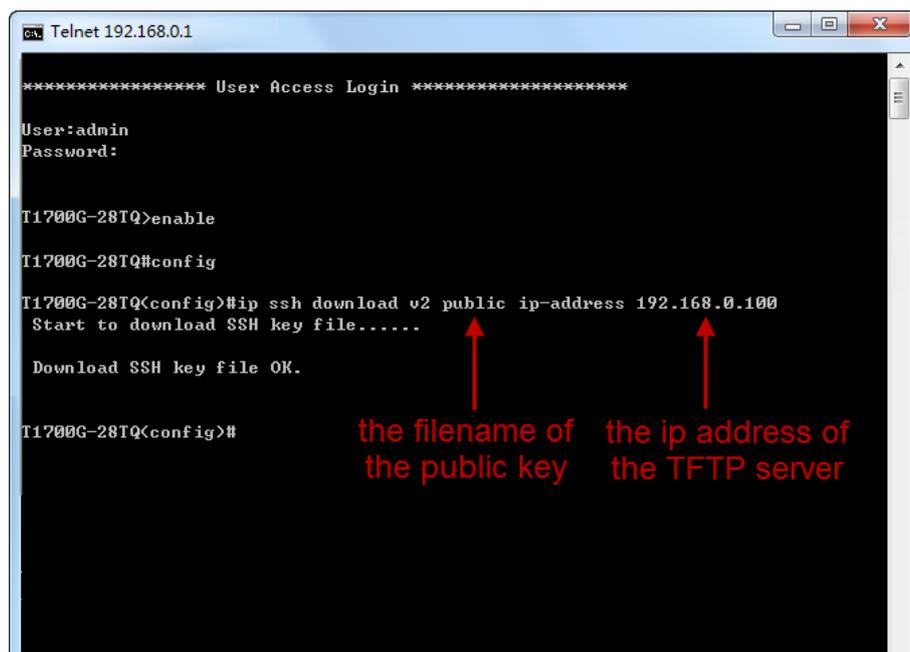 Telnet 192.168.0.1
***************** User Access Login ********************
User:admin
Password:
T1700G-28TQ>enable
T1700G-28TQ#config
T1700G-28TQ(config)#ip ssh download v2 public ip-address 192.168.0.100
Start to download SSH key file......
Download SSH key file OK.
T1700G-28TQ(config)#
the filename of
the public key
the ip address of
the TFTP server